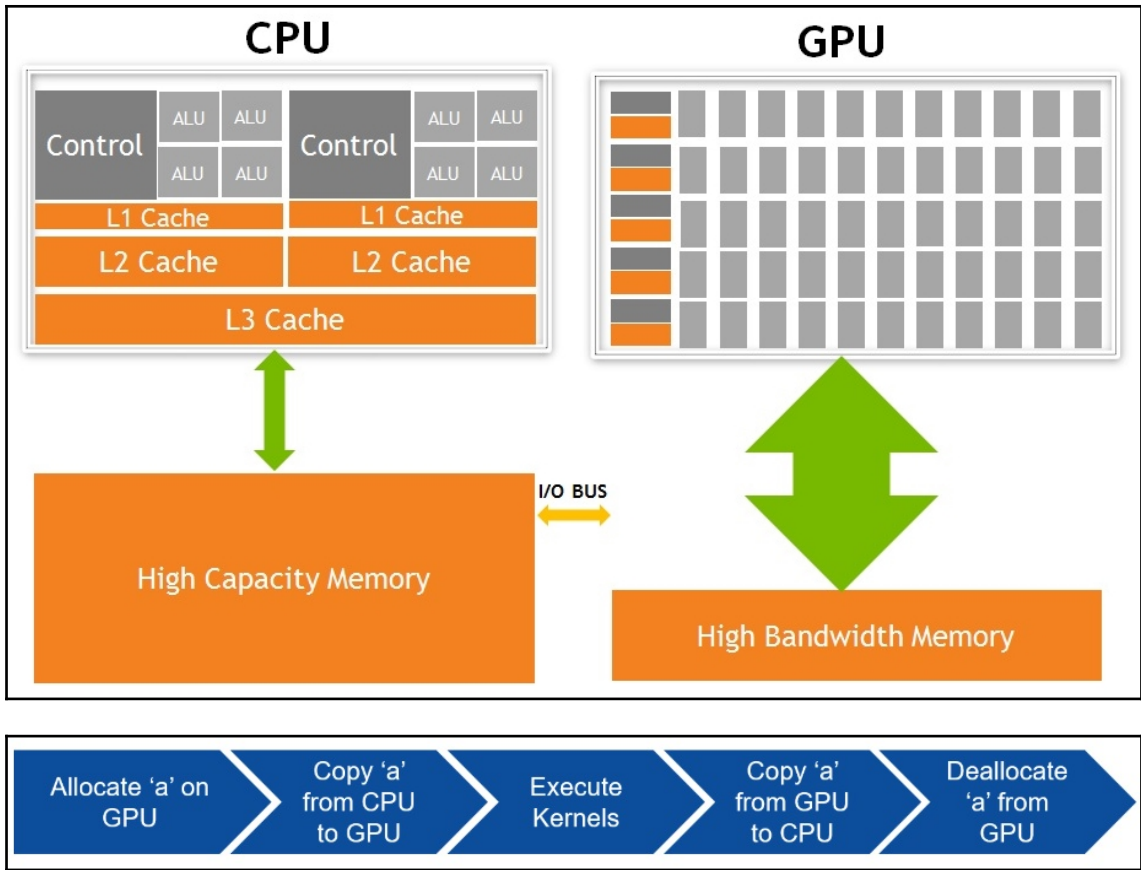 CPU
GPU
Control
ALU ALU
ALU ALU
Control
ALU ALU
ALU ALU
L1 Cache
L1 Cache
L2 Cache
L2 Cache
L3 Cache
I/O BUS
High Capacity Memory
High Bandwidth Memory
Allocate ‘a’ on
GPU
Copy ‘a’
from CPU
to GPU
Execute
Kernels
Copy ‘a’
from GPU
to CPU
Deallocate
‘a’ from
GPU